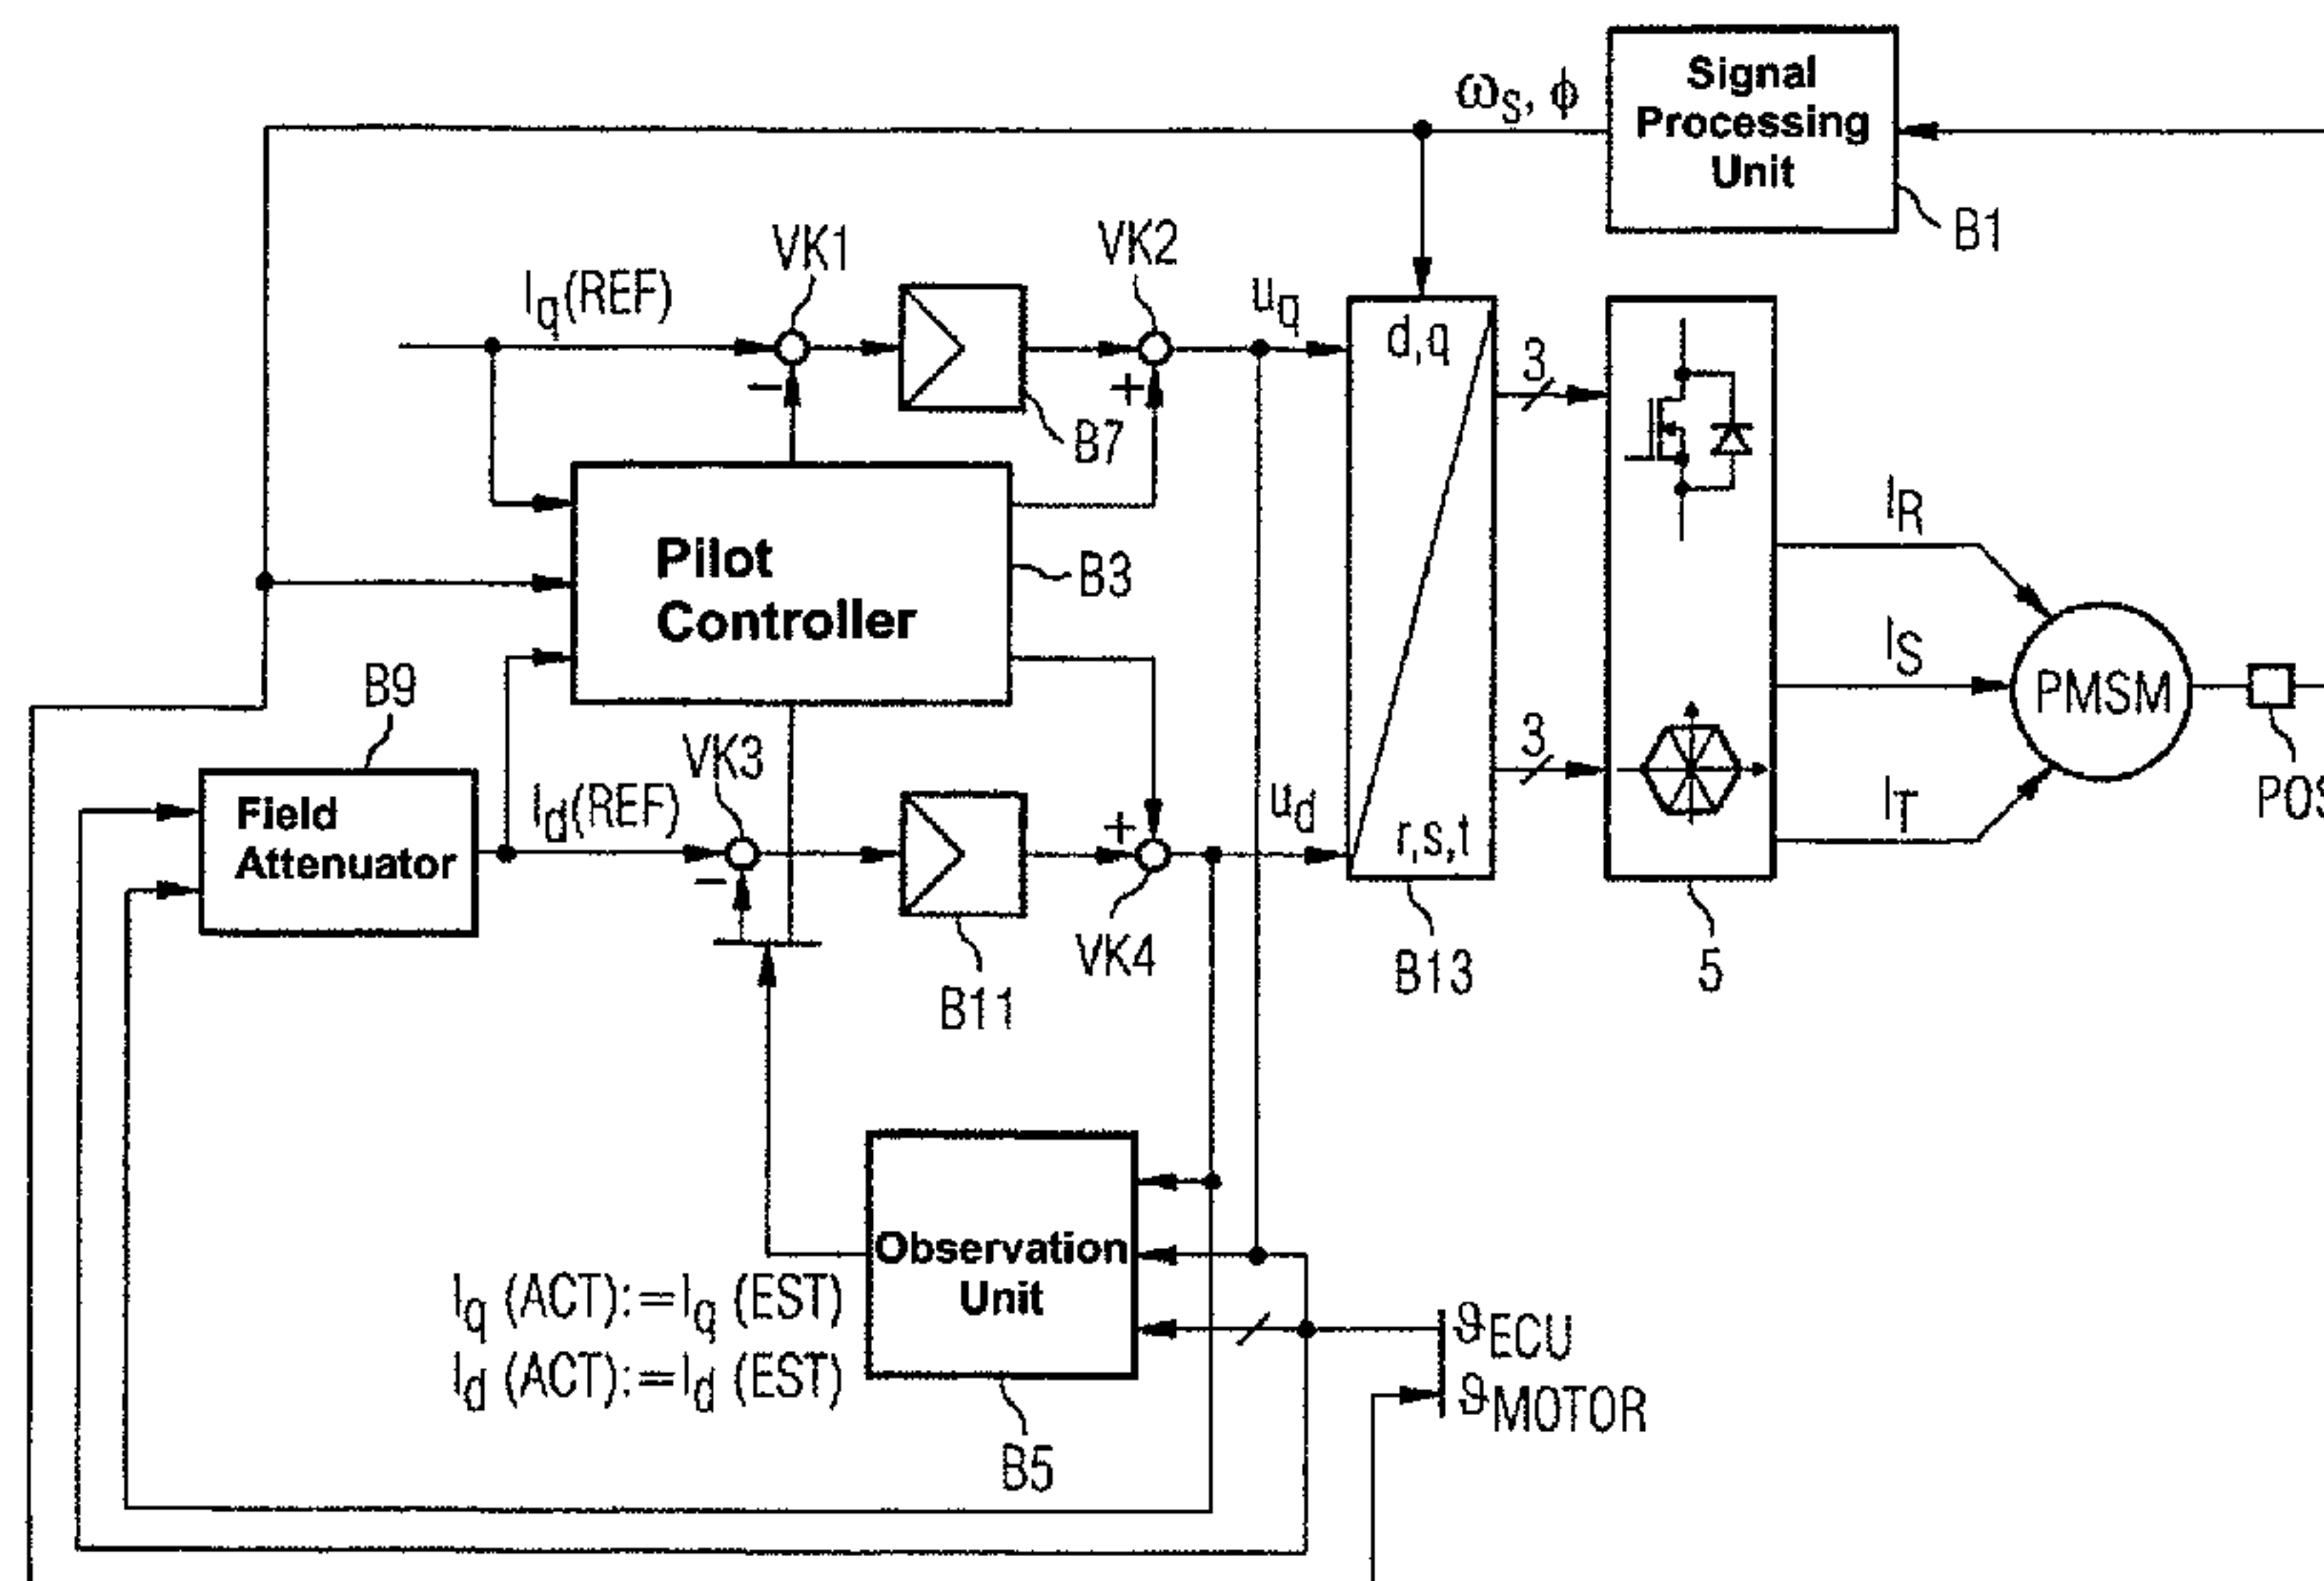 Signal
Processing
Unit
ωS, ϕ
B1
VK1
VK2
Iq(REF)
uq
d,q
3
−
+
B7
IR
Pilot
Controller
B3
IS
B9
PMSM
VK3
3
Field
Attenuator
Id(REF)
+
ud
r,s,t
IT
POS
−
VK4
B13
5
B11
Observation
Unit
Iq (ACT):=Iq (EST)
Id (ACT):=Id (EST)
ϑECU
ϑMOTOR
B5